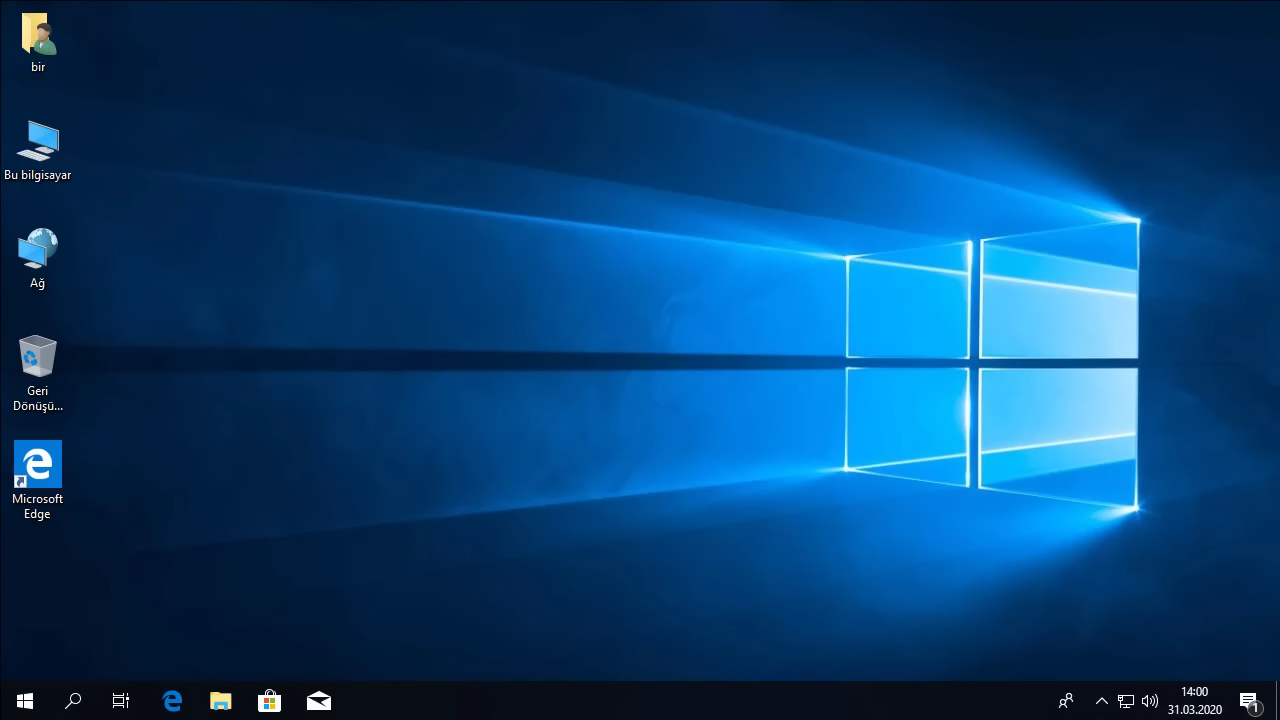 bir
Bu bilgisayar
Ağ
Geri
Dönüşü...
Microsoft
Edge
14:00
31.03.2020
1